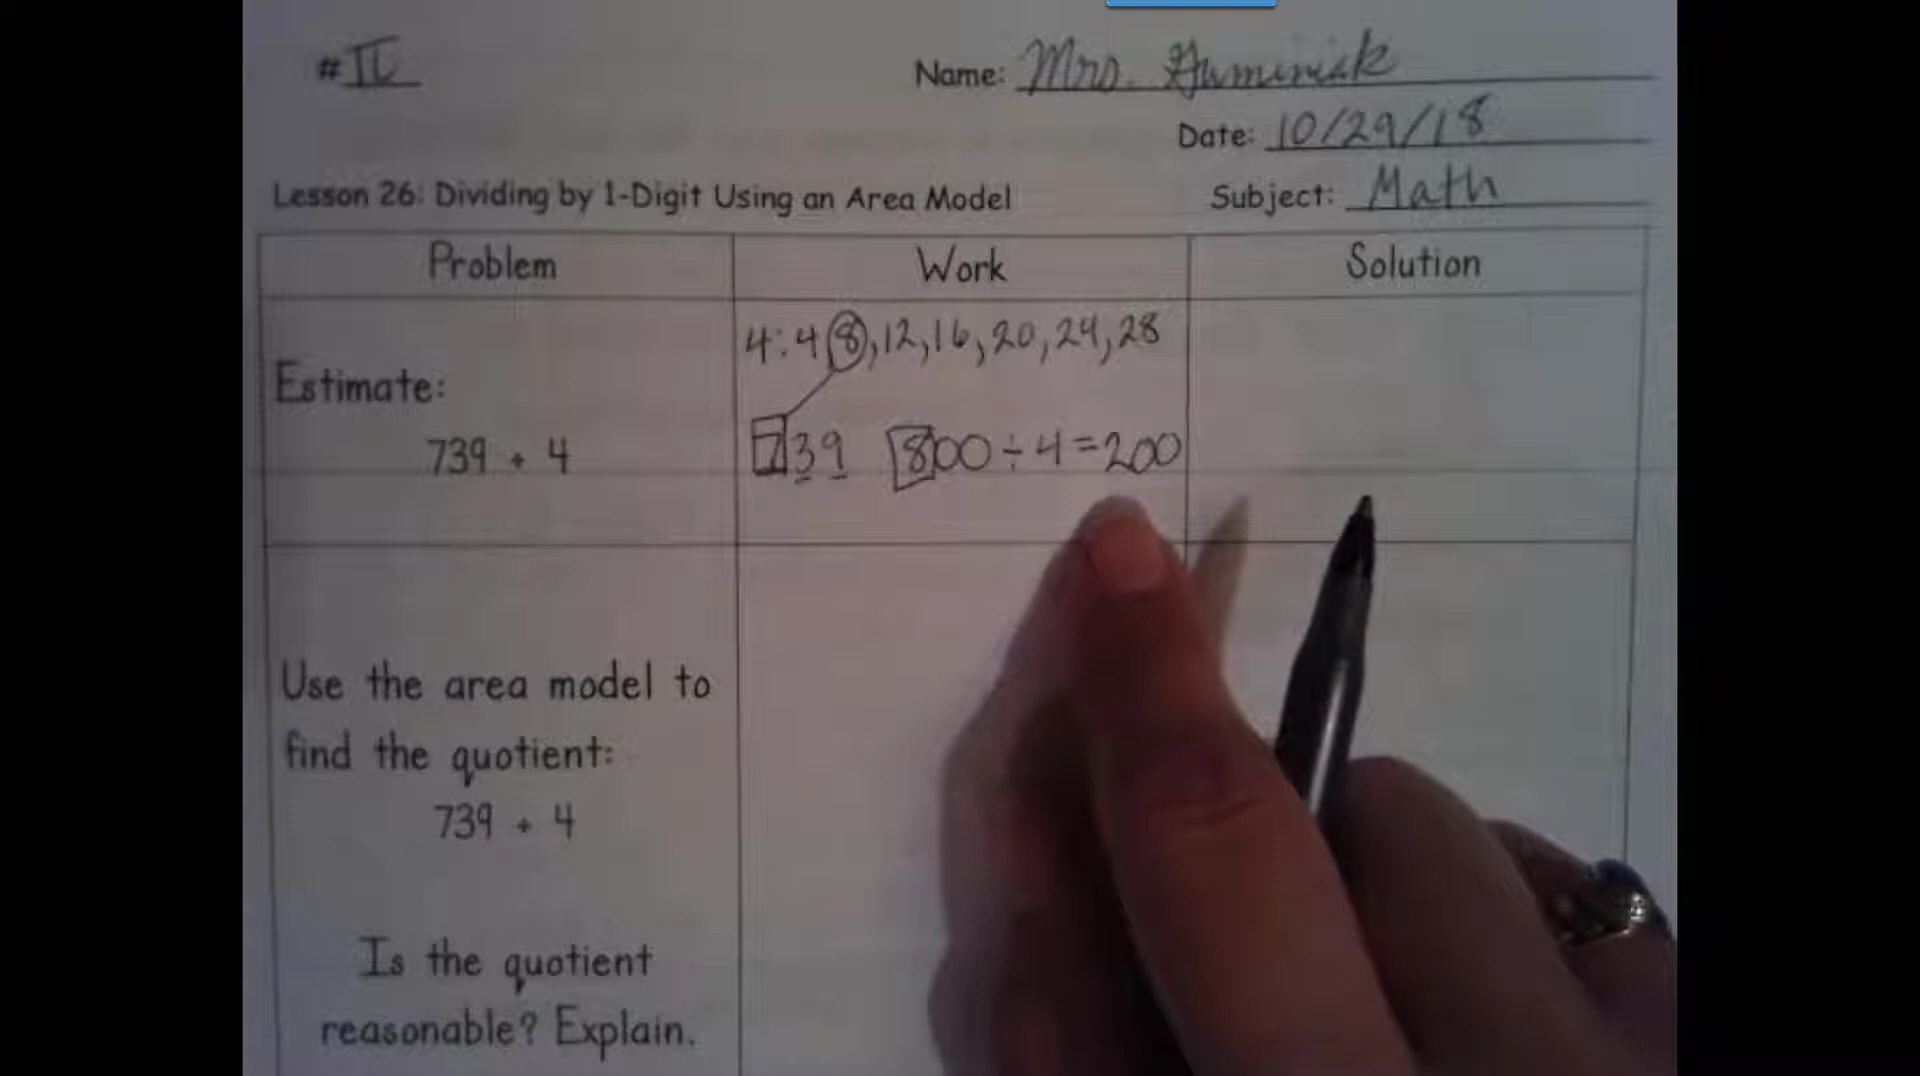 Name: Mrs.
Date: 10/29/18
Lesson 26: Dividing by 1-Digit Using an Area Model
Subject: Math
Problem
Work
Solution
4:4 8, 12, 16, 20, 24, 28
Estimate:
739 ÷ 4
739 800 ÷ 4 = 200
Use the area model to
find the quotient:
739 ÷ 4
Is the quotient
reasonable? Explain.